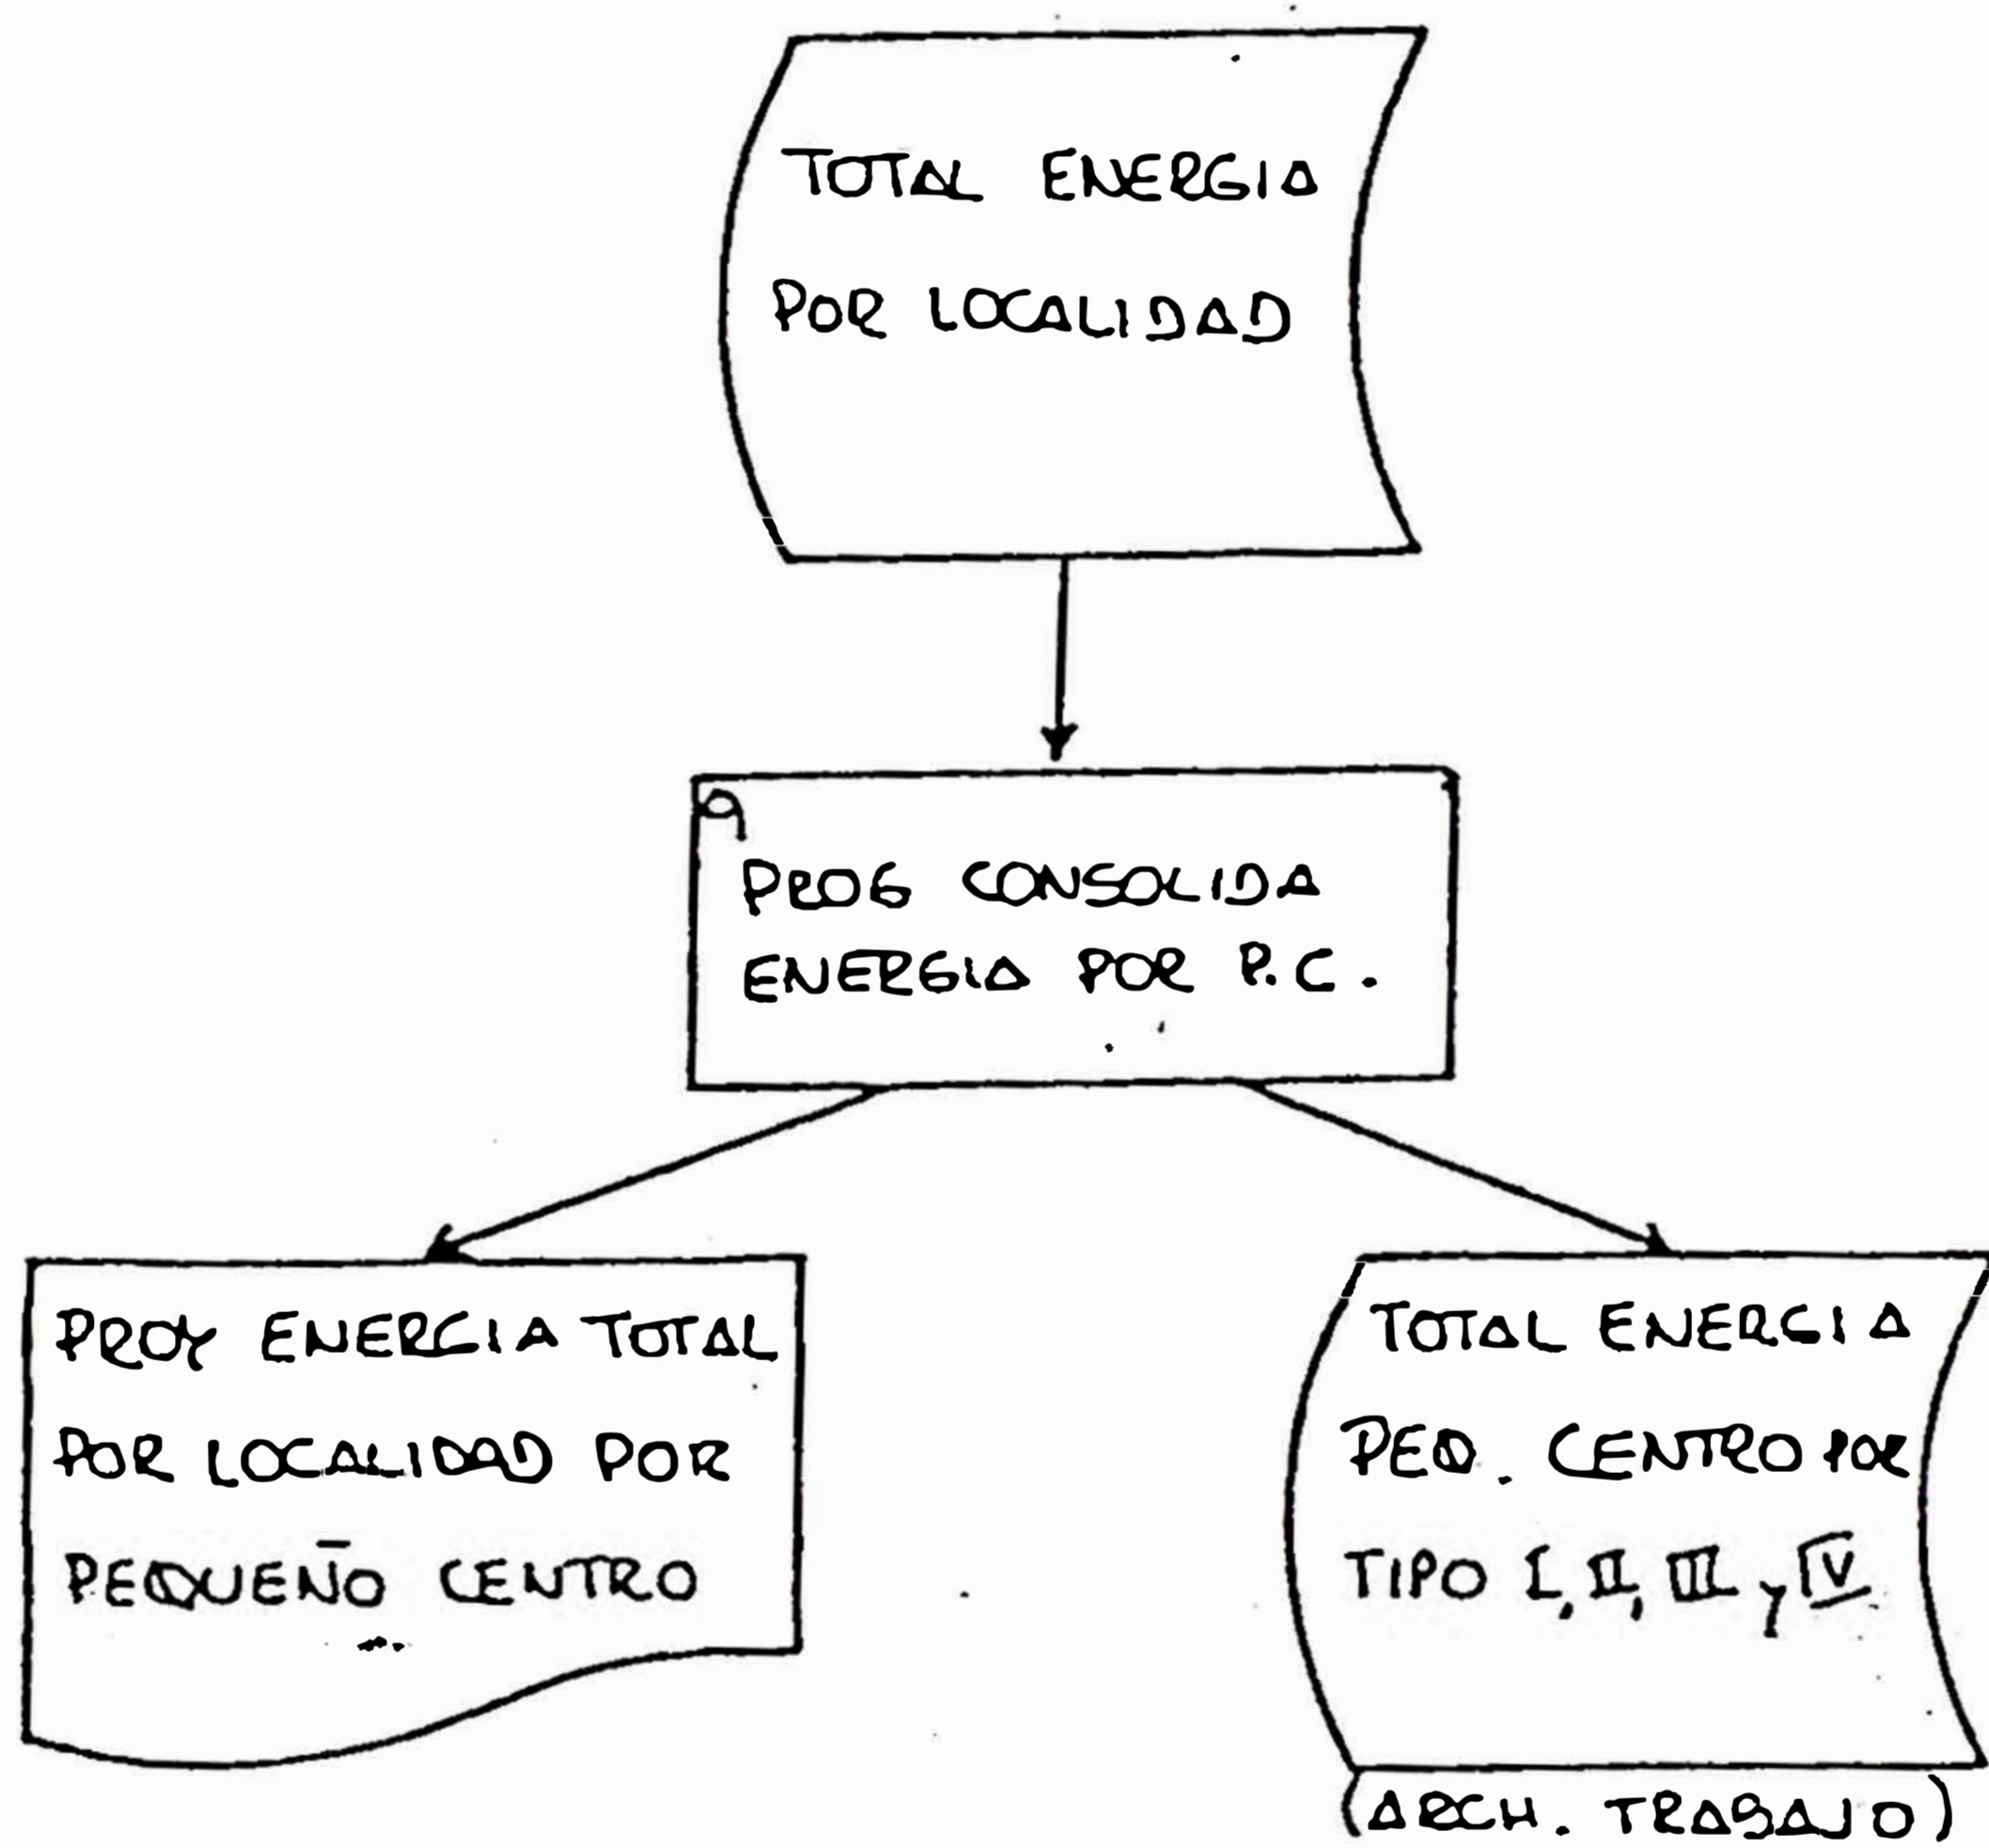 TOTAL ENERGIA
POR LOCALIDAD
9
PROG CONSOLIDA
ENERGIA POR P.C.
PROY ENERGIA TOTAL
POR LOCALIDAD POR
PEQUEÑO CENTRO
TOTAL ENERGIA
PEQ. CENTRO POR
TIPO I, II, III y IV
(ARCH. TRABAJO)